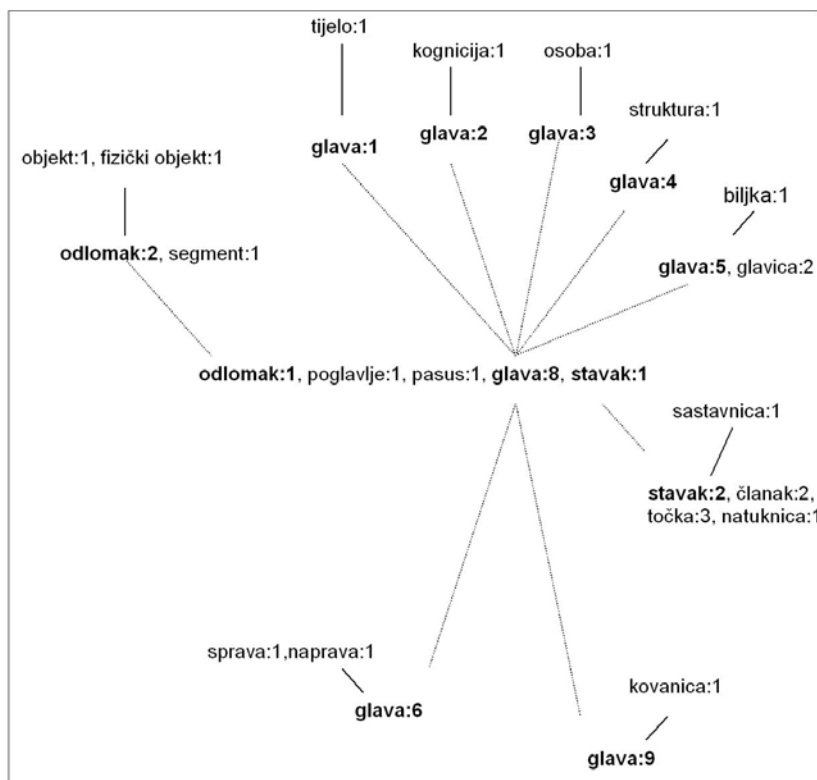 tijelo:1
kognicija:1
osoba:1
struktura:1
glava:1
glava:2
glava:3
objekt:1, fizički objekt:1
glava:4
biljka:1
odlomak:2, segment:1
glava:5, glavica:2
odlomak:1, poglavlje:1, pasus:1, glava:8, stavak:1
sastavnica:1
stavak:2, članak:2,
točka:3, natuknica:1
sprava:1,naprava:1
glava:6
kovanica:1
glava:9